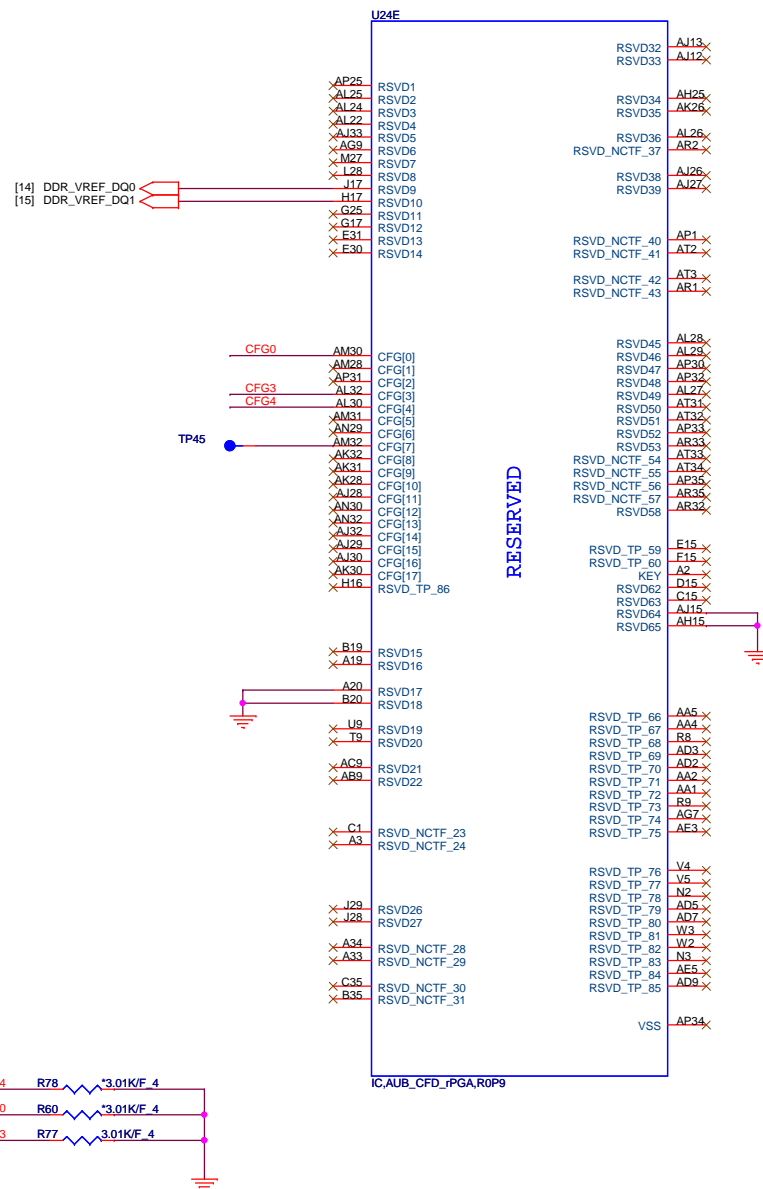 U24E
AP25 RSVD1
AL25 RSVD2
AL24 RSVD3
AL22 RSVD4
AJ33 RSVD5
AG9 RSVD6
M27 RSVD7
L28 RSVD8
[14] DDR_VREF_DQ0 J17 RSVD9
[15] DDR_VREF_DQ1 H17 RSVD10
G25 RSVD11
G17 RSVD12
E31 RSVD13
E30 RSVD14
CFG0 AM30 CFG[0]
AM28 CFG[1]
AP31 CFG[2]
CFG3 AL32 CFG[3]
CFG4 AL30 CFG[4]
AM31 CFG[5]
AN29 CFG[6]
TP45 AM32 CFG[7]
AK32 CFG[8]
AK31 CFG[9]
AK28 CFG[10]
AJ28 CFG[11]
AN30 CFG[12]
AN32 CFG[13]
AJ32 CFG[14]
AJ29 CFG[15]
AJ30 CFG[16]
AK30 CFG[17]
H16 RSVD_TP_86
B19 RSVD15
A19 RSVD16
A20 RSVD17
B20 RSVD18
U9 RSVD19
T9 RSVD20
AC9 RSVD21
AB9 RSVD22
C1 RSVD_NCTF_23
A3 RSVD_NCTF_24
J29 RSVD26
J28 RSVD27
A34 RSVD_NCTF_28
A33 RSVD_NCTF_29
C35 RSVD_NCTF_30
B35 RSVD_NCTF_31
RESERVED
RSVD32 AJ13
RSVD33 AJ12
RSVD34 AH25
RSVD35 AK26
RSVD36 AL26
RSVD_NCTF_37 AR2
RSVD38 AJ26
RSVD39 AJ27
RSVD_NCTF_40 AP1
RSVD_NCTF_41 AT2
RSVD_NCTF_42 AT3
RSVD_NCTF_43 AR1
RSVD45 AL28
RSVD46 AL29
RSVD47 AP30
RSVD48 AP32
RSVD49 AL27
RSVD50 AT31
RSVD51 AT32
RSVD52 AP33
RSVD53 AR33
RSVD_NCTF_54 AT33
RSVD_NCTF_55 AT34
RSVD_NCTF_56 AP35
RSVD_NCTF_57 AR35
RSVD58 AR32
RSVD_TP_59 E15
RSVD_TP_60 F15
KEY A2
RSVD62 D15
RSVD63 C15
RSVD64 AJ15
RSVD65 AH15
RSVD_TP_66 AA5
RSVD_TP_67 AA4
RSVD_TP_68 R8
RSVD_TP_69 AD3
RSVD_TP_70 AD2
RSVD_TP_71 AA2
RSVD_TP_72 AA1
RSVD_TP_73 R9
RSVD_TP_74 AG7
RSVD_TP_75 AE3
RSVD_TP_76 V4
RSVD_TP_77 V5
RSVD_TP_78 N2
RSVD_TP_79 AD5
RSVD_TP_80 AD7
RSVD_TP_81 W3
RSVD_TP_82 W2
RSVD_TP_83 N3
RSVD_TP_84 AE5
RSVD_TP_85 AD9
VSS AP34
IC,AUB_CFD_rPGA,R0P9
4 R78 *3.01K/F_4
0 R60 *3.01K/F_4
3 R77 3.01K/F_4